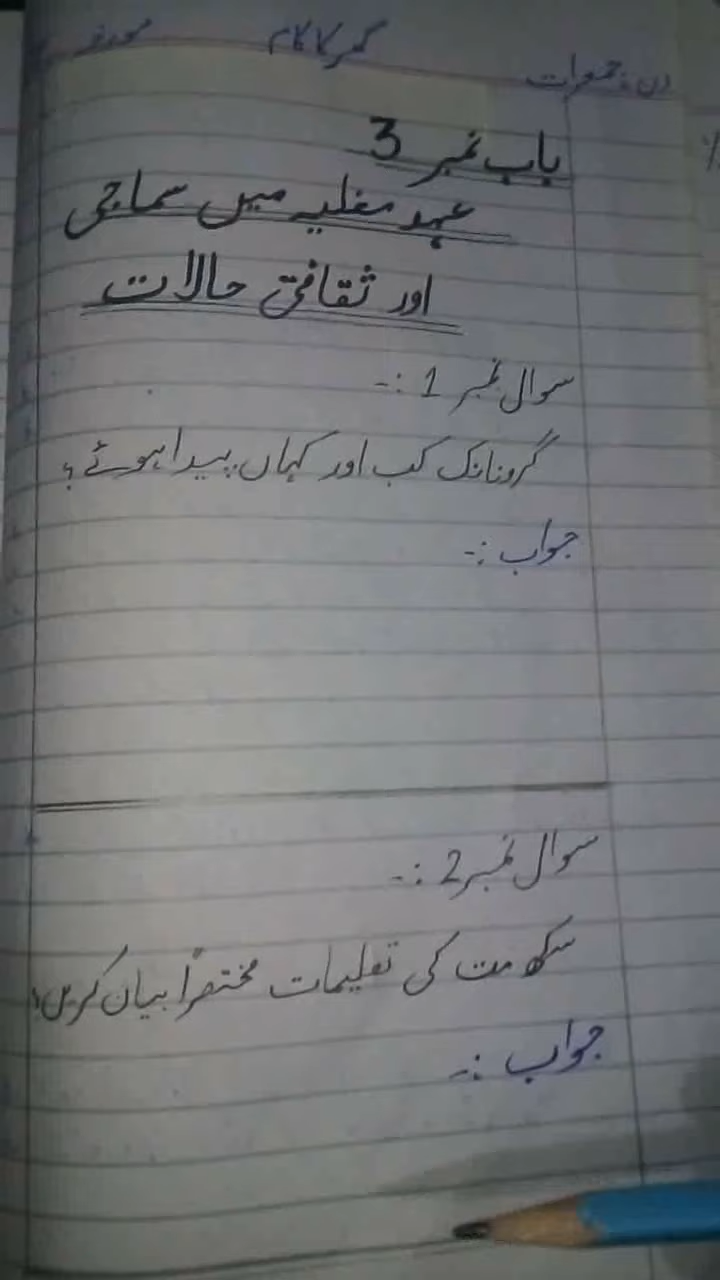 دن: جمعرات گھر کا کام مورخہ
باب نمبر 3
عہد مغلیہ میں سماجی
اور ثقافتی حالات
سوال نمبر 1 :-
گرونانک کب اور کہاں پیدا ہوئے؟
جواب :-
سوال نمبر 2 :-
سکھ مت کی تعلیمات مختصراً بیان کریں؟
جواب :-